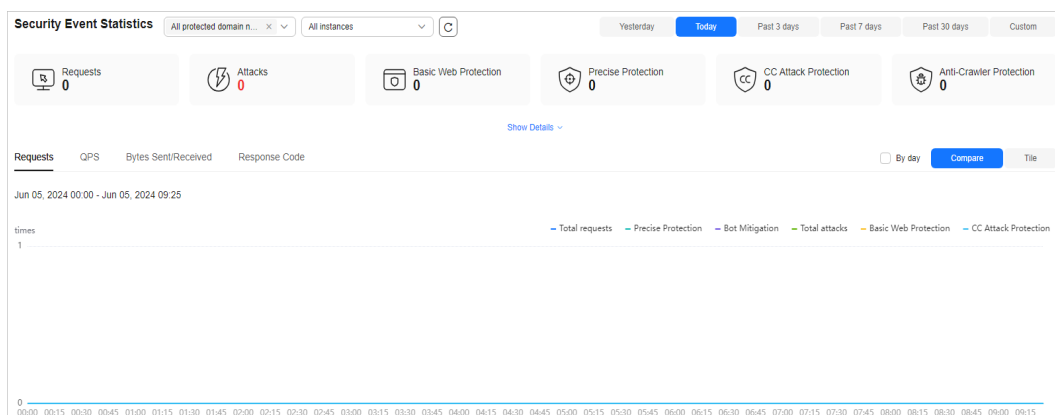 Security Event Statistics All protected domain n... × All instances Yesterday Today Past 3 days Past 7 days Past 30 days Custom
Requests Attacks Basic Web Protection Precise Protection CC Attack Protection Anti-Crawler Protection
0 0 0 0 CC 0 0
Show Details
Requests QPS Bytes Sent/Received Response Code By day Compare Tile
Jun 05, 2024 00:00 - Jun 05, 2024 09:25
times Total requests Precise Protection Bot Mitigation Total attacks Basic Web Protection CC Attack Protection
1
0
00:00 00:15 00:30 00:45 01:00 01:15 01:30 01:45 02:00 02:15 02:30 02:45 03:00 03:15 03:30 03:45 04:00 04:15 04:30 04:45 05:00 05:15 05:30 05:45 06:00 06:15 06:30 06:45 07:00 07:15 07:30 07:45 08:00 08:15 08:30 08:45 09:00 09:15